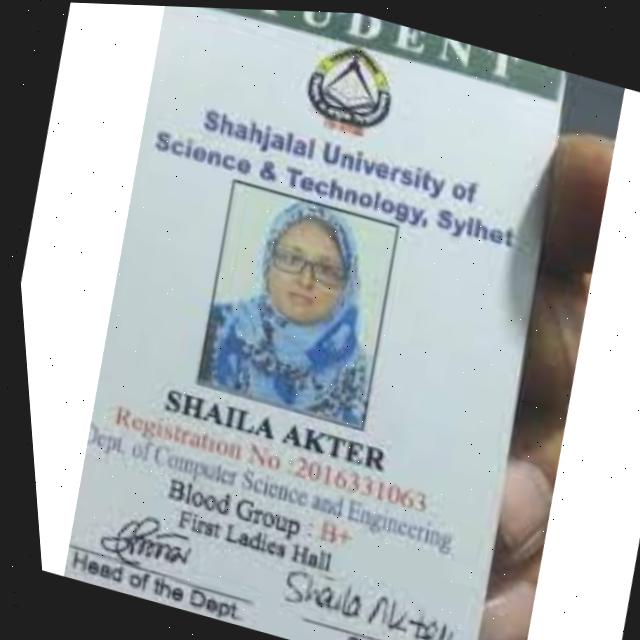 STUDENT
Shahjalal University of
Science & Technology, Sylhet
SHAILA AKTER
Registration No :2016331063
Dept. of Computer Science and Engineering
Blood Group : B+
First Ladies Hall
Shaila Akter
Head of the Dept.